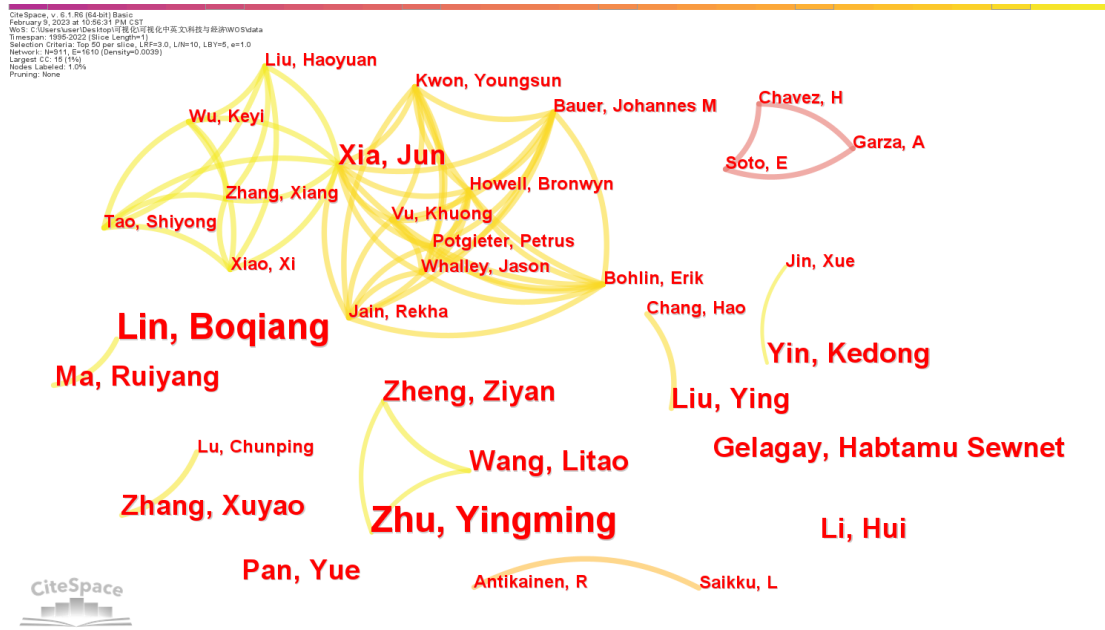 CiteSpace, v. 6.1.R6 (64-bit) Basic
February 9, 2023 at 10:56:31 PM CST
WoS: C:\Users\user\Desktop\可视化\可视化中英文\科技与经济\WOS\data
Timespan: 1995-2022 (Slice Length=1)
Selection Criteria: Top 50 per slice, LRF=3.0, L/N=10, LBY=5, e=1.0
Network: N=911, E=1610 (Density=0.0039)
Largest CC: 15 (1%)
Nodes Labeled: 1.0%
Pruning: None
Liu, Haoyuan
Kwon, Youngsun
Chavez, H
Bauer, Johannes M
Wu, Keyi
Garza, A
Xia, Jun
Soto, E
Howell, Bronwyn
Zhang, Xiang
Vu, Khuong
Tao, Shiyong
Potgieter, Petrus
Xiao, Xi
Whalley, Jason
Jin, Xue
Bohlin, Erik
Jain, Rekha
Chang, Hao
Lin, Boqiang
Yin, Kedong
Ma, Ruiyang
Zheng, Ziyan
Liu, Ying
Lu, Chunping
Gelagay, Habtamu Sewnet
Wang, Litao
Zhang, Xuyao
Zhu, Yingming
Li, Hui
Pan, Yue
Antikainen, R
Saikku, L
CiteSpace